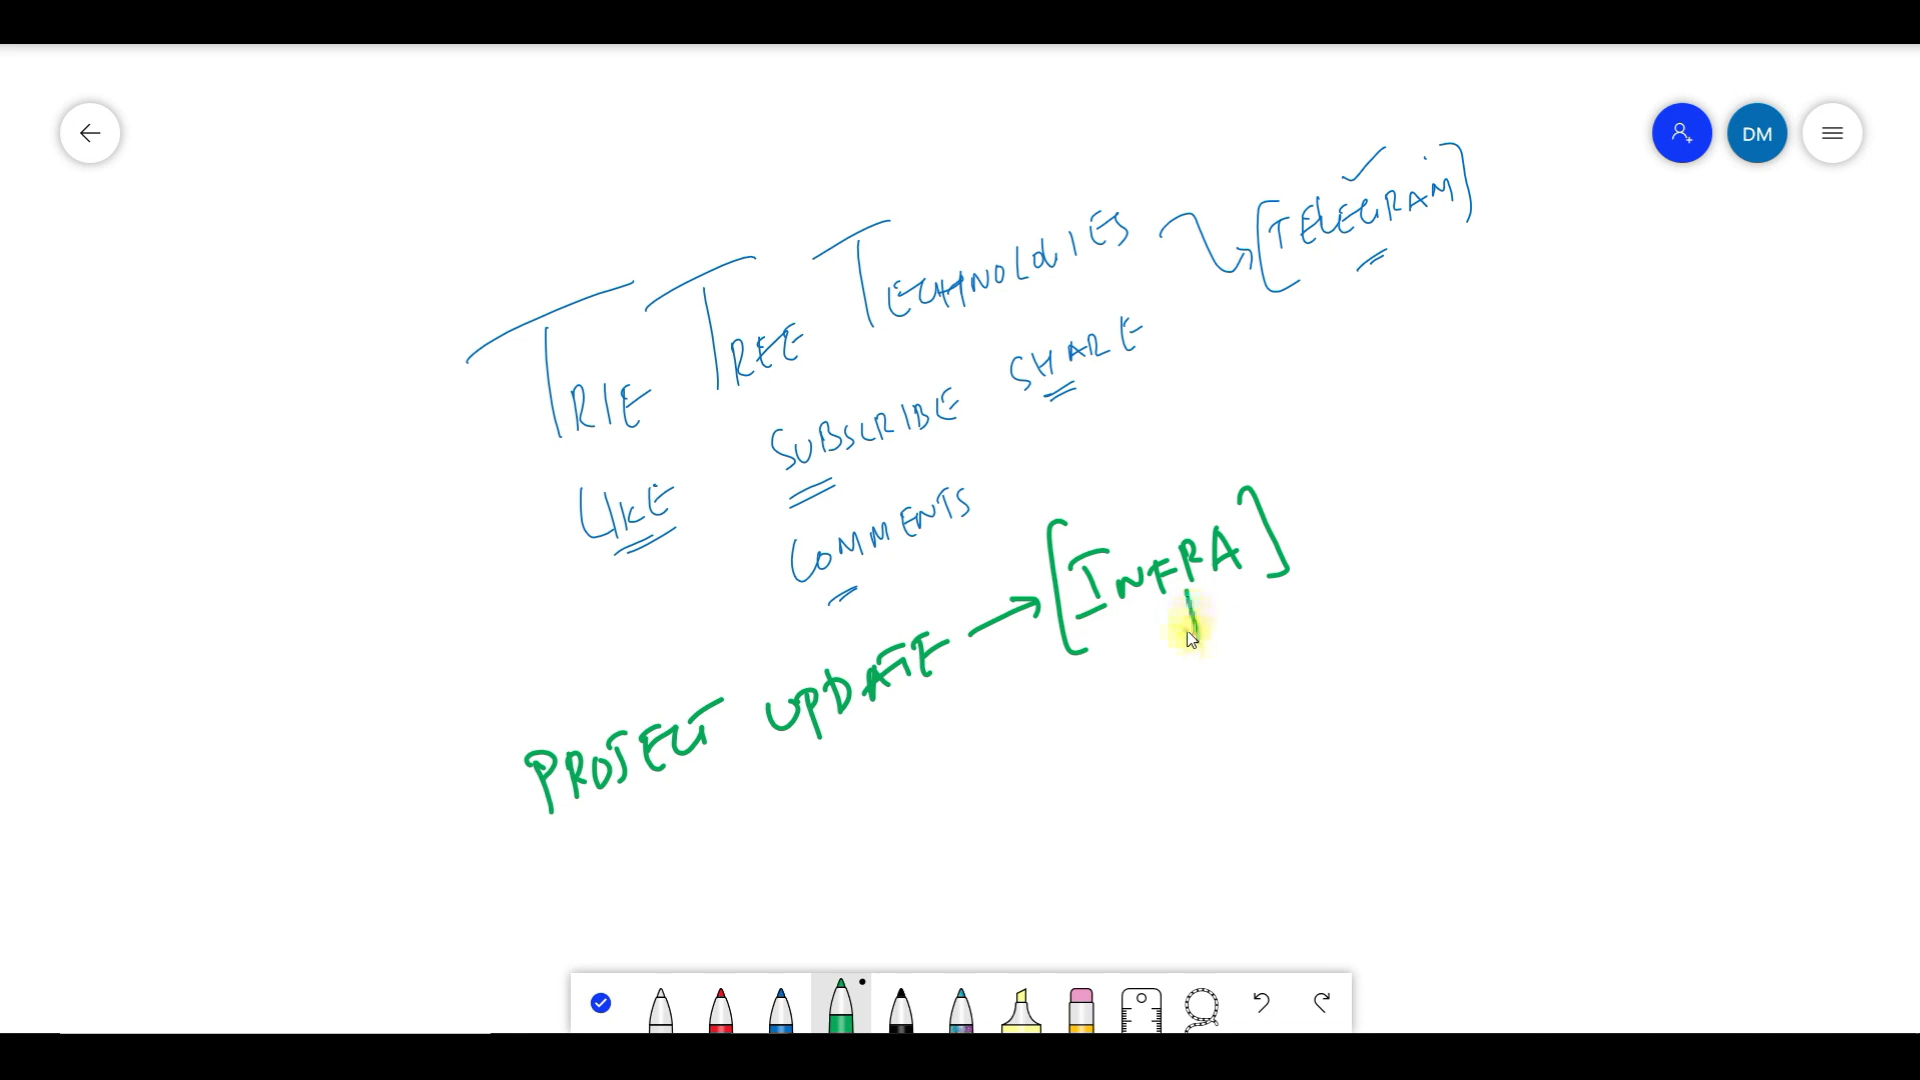 DM
TRIE TREE TECHNOLOGIES [TELEGRAM]
LIKE SUBSCRIBE SHARE
COMMENTS
PROJECT UPDATE → [INFRA]